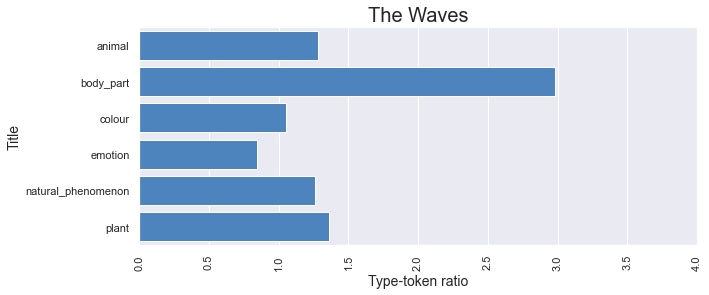 The Waves
Title
animal
body_part
colour
emotion
natural_phenomenon
plant
0.0
0.5
1.0
1.5
2.0
2.5
3.0
3.5
4.0
Type-token ratio